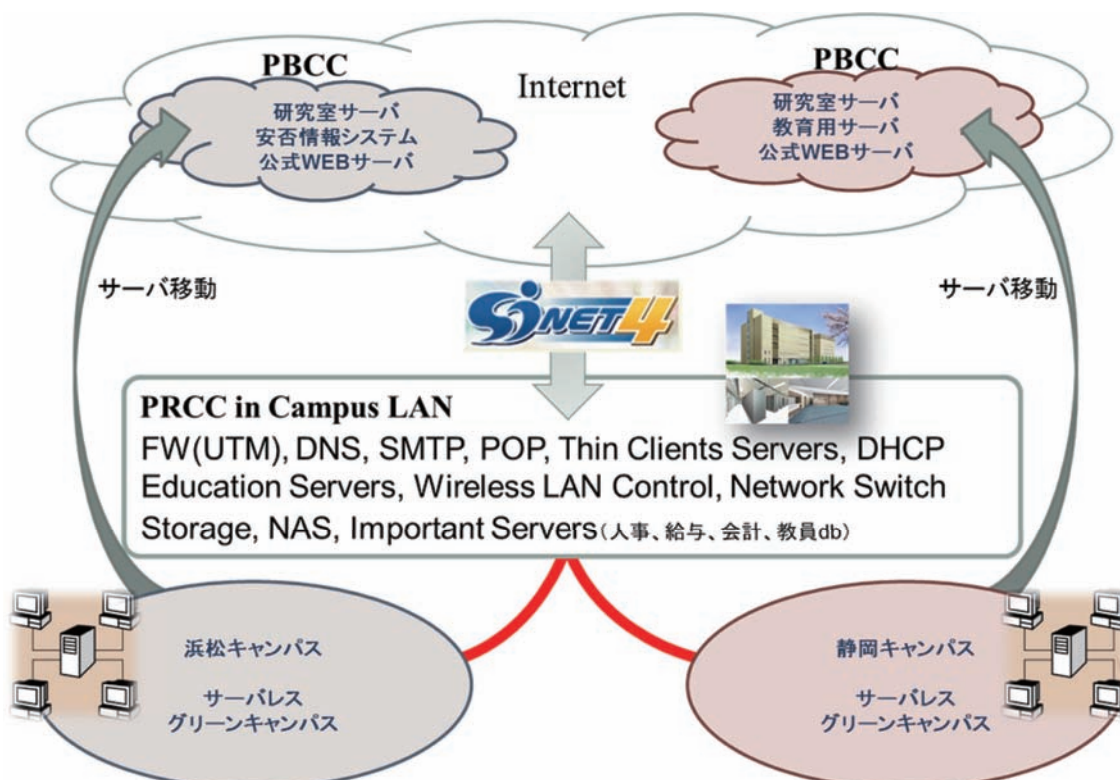 PBCC
研究室サーバ
安否情報システム
公式WEBサーバ
Internet
PBCC
研究室サーバ
教育用サーバ
公式WEBサーバ
サーバ移動
サーバ移動
SINET4
PRCC in Campus LAN
FW(UTM), DNS, SMTP, POP, Thin Clients Servers, DHCP
Education Servers, Wireless LAN Control, Network Switch
Storage, NAS, Important Servers(人事、給与、会計、教員db)
浜松キャンパス
サーバレス
グリーンキャンパス
静岡キャンパス
サーバレス
グリーンキャンパス